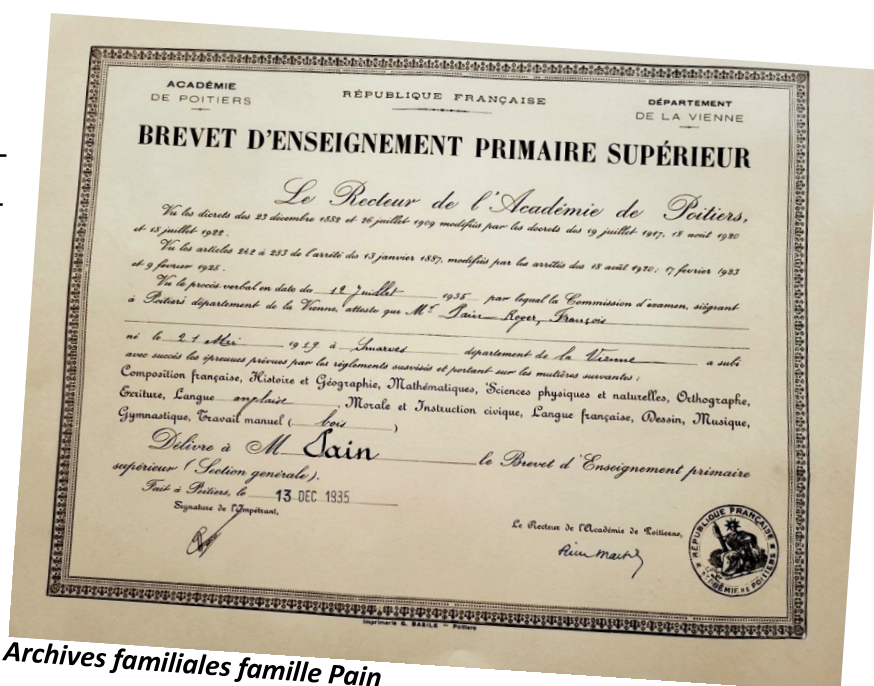 ACADÉMIE
DE POITIERS
RÉPUBLIQUE FRANÇAISE
DÉPARTEMENT
DE LA VIENNE
BREVET D'ENSEIGNEMENT PRIMAIRE SUPÉRIEUR
Le Recteur de l'Académie de Poitiers,
Vu les décrets des 23 décembre 1882 et 26 juillet 1909 modifiés par les décrets des 19 juillet 1917, 18 août 1920
et 18 juillet 1922.
Vu les articles 242 à 253 de l'arrêté du 13 janvier 1887, modifiés par les arrêtés des 18 août 1920; 17 février 1923
et 9 février 1925.
Vu le procès verbal en date du 12 Juillet 1935 par lequel la Commission d'examen, siégeant
à Poitiers département de la Vienne, atteste que Mr Pain Roger, François
né le 21 Mai 1919 à Smarves département de la Vienne a subi
avec succès les épreuves prévues par les règlements susvisés et portant sur les matières suivantes :
Composition française, Histoire et Géographie, Mathématiques, Sciences physiques et naturelles, Orthographe,
Ecriture, Langue anglaise, Morale et Instruction civique, Langue française, Dessin, Musique,
Gymnastique, Travail manuel ( bois )
Délivre à M Pain le Brevet d'Enseignement primaire
supérieur (Section générale).
Fait à Poitiers, le 13 DEC 1935
Signature de l'Impétrant,
Le Recteur de l'Académie de Poitiers,
RÉPUBLIQUE FRANÇAISE
ACADÉMIE DE POITIERS
Imprimerie G. BASILE - Poitiers
Archives familiales famille Pain